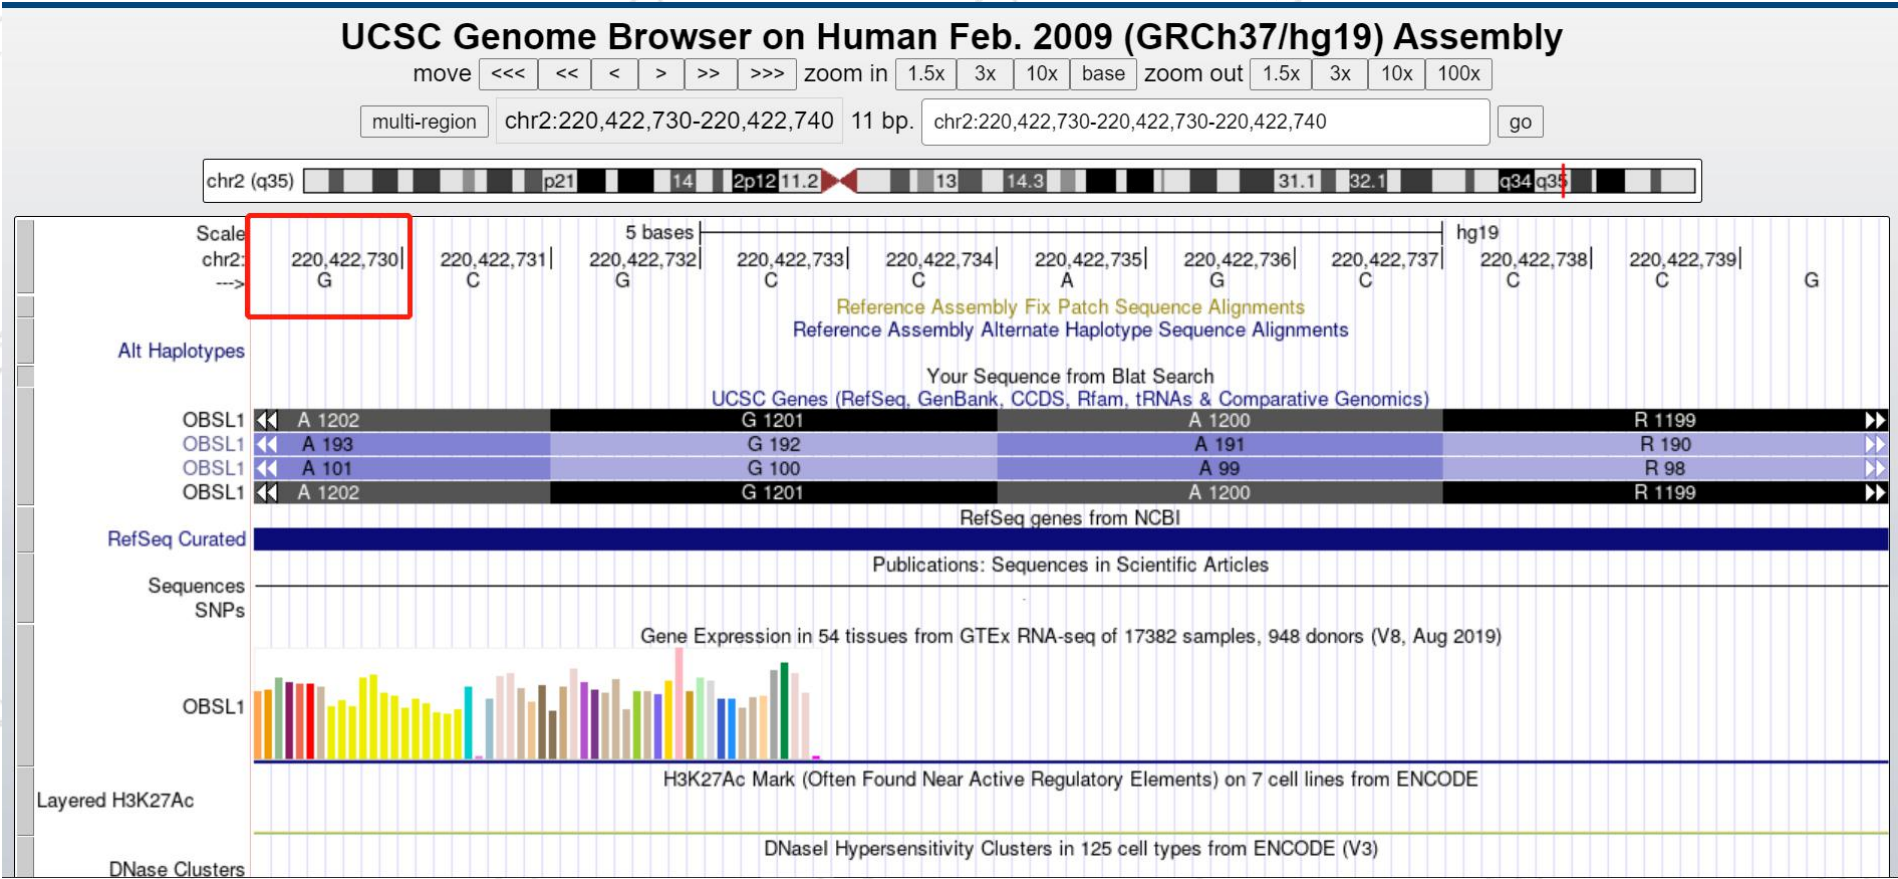 UCSC Genome Browser on Human Feb. 2009 (GRCh37/hg19) Assembly
move <<< << < > >> >>> zoom in 1.5x 3x 10x base zoom out 1.5x 3x 10x 100x
multi-region chr2:220,422,730-220,422,740 11 bp. chr2:220,422,730-220,422,730-220,422,740 go
chr2 (q35) p21 14 2p12 11.2 13 14.3 31.1 32.1 q34 q35
Scale 5 bases hg19
chr2: 220,422,730| 220,422,731| 220,422,732| 220,422,733| 220,422,734| 220,422,735| 220,422,736| 220,422,737| 220,422,738| 220,422,739|
---> G C G C C A G C C C G
Reference Assembly Fix Patch Sequence Alignments
Reference Assembly Alternate Haplotype Sequence Alignments
Alt Haplotypes
Your Sequence from Blat Search
UCSC Genes (RefSeq, GenBank, CCDS, Rfam, tRNAs & Comparative Genomics)
OBSL1 A 1202 G 1201 A 1200 R 1199
OBSL1 A 193 G 192 A 191 R 190
OBSL1 A 101 G 100 A 99 R 98
OBSL1 A 1202 G 1201 A 1200 R 1199
RefSeq genes from NCBI
RefSeq Curated
Publications: Sequences in Scientific Articles
Sequences
SNPs
Gene Expression in 54 tissues from GTEx RNA-seq of 17382 samples, 948 donors (V8, Aug 2019)
OBSL1
H3K27Ac Mark (Often Found Near Active Regulatory Elements) on 7 cell lines from ENCODE
Layered H3K27Ac
DNaseI Hypersensitivity Clusters in 125 cell types from ENCODE (V3)
DNase Clusters